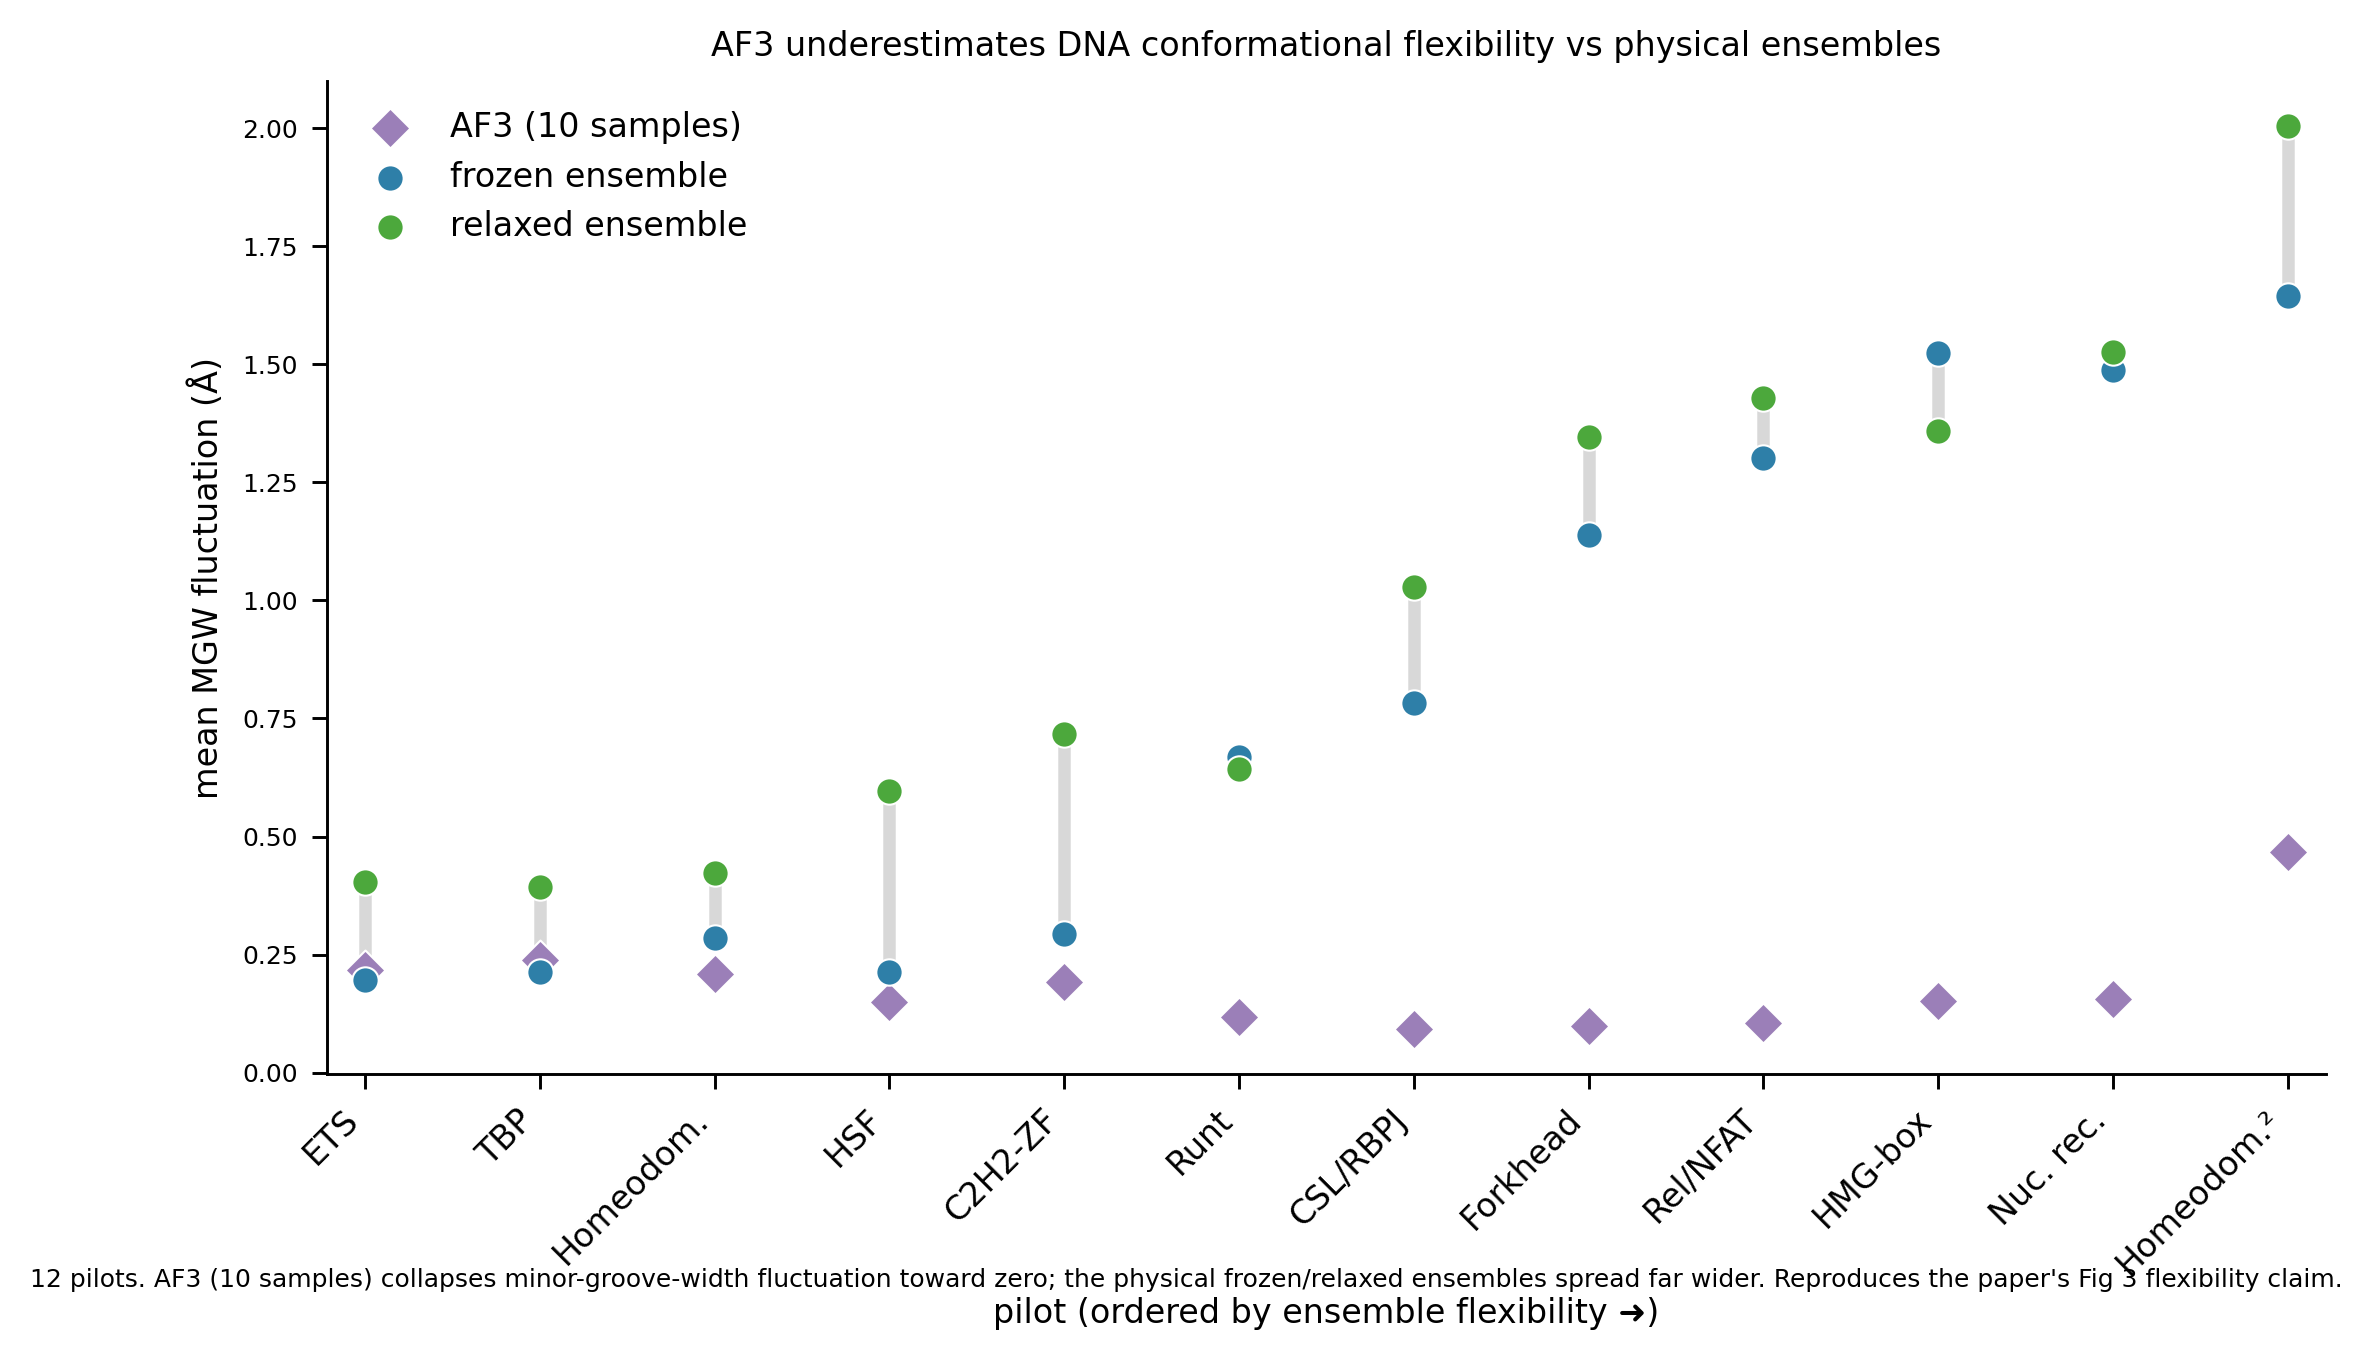 AF3 underestimates DNA conformational flexibility vs physical ensembles
AF3 (10 samples)
frozen ensemble
relaxed ensemble
mean MGW fluctuation (Å)
2.00
1.75
1.50
1.25
1.00
0.75
0.50
0.25
0.00
ETS
TBP
Homeodom.
HSF
C2H2-ZF
Runt
CSL/RBPJ
Forkhead
Rel/NFAT
HMG-box
Nuc. rec.
Homeodom.²
12 pilots. AF3 (10 samples) collapses minor-groove-width fluctuation toward zero; the physical frozen/relaxed ensembles spread far wider. Reproduces the paper's Fig 3 flexibility claim.
pilot (ordered by ensemble flexibility ➜)